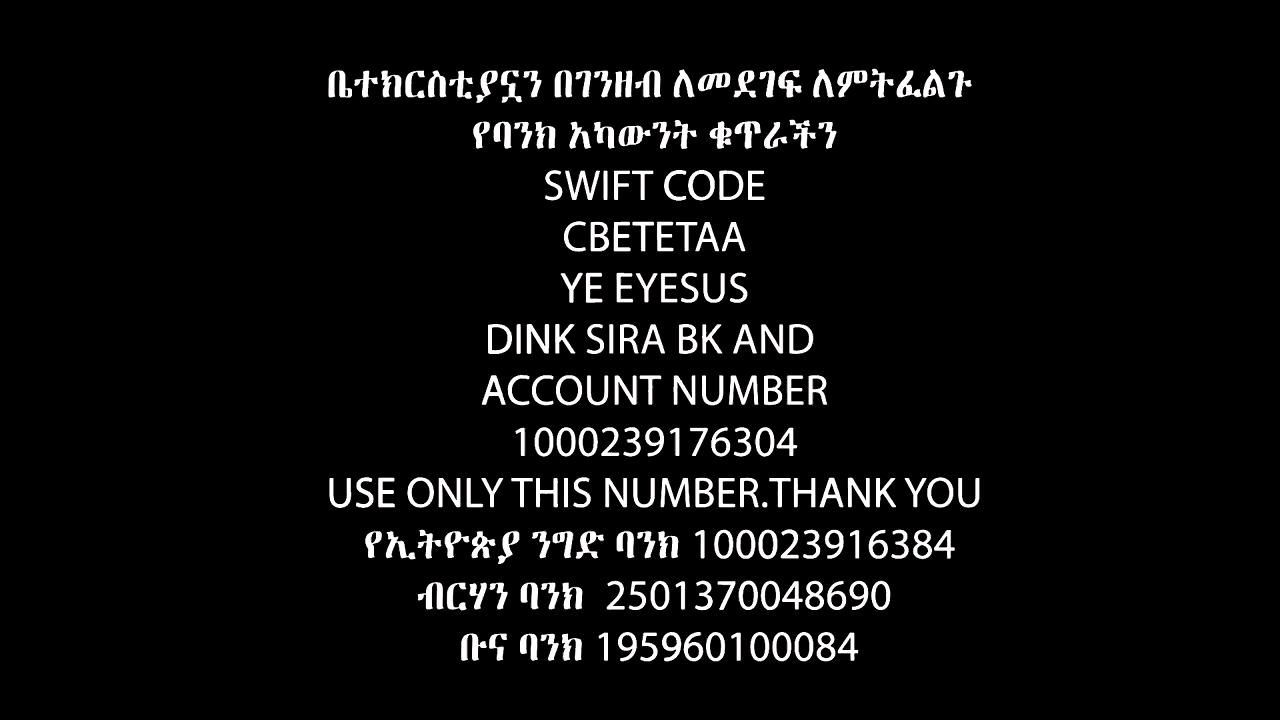 ቤተክርስቲያኗን በገንዘብ ለመደገፍ ለምትፈልጉ
የባንክ አካውንት ቁጥራችን
SWIFT CODE
CBETETAA
YE EYESUS
DINK SIRA BK AND
ACCOUNT NUMBER
1000239176304
USE ONLY THIS NUMBER.THANK YOU
የኢትዮጵያ ንግድ ባንክ 100023916384
ብርሃን ባንክ 2501370048690
ቡና ባንክ 195960100084